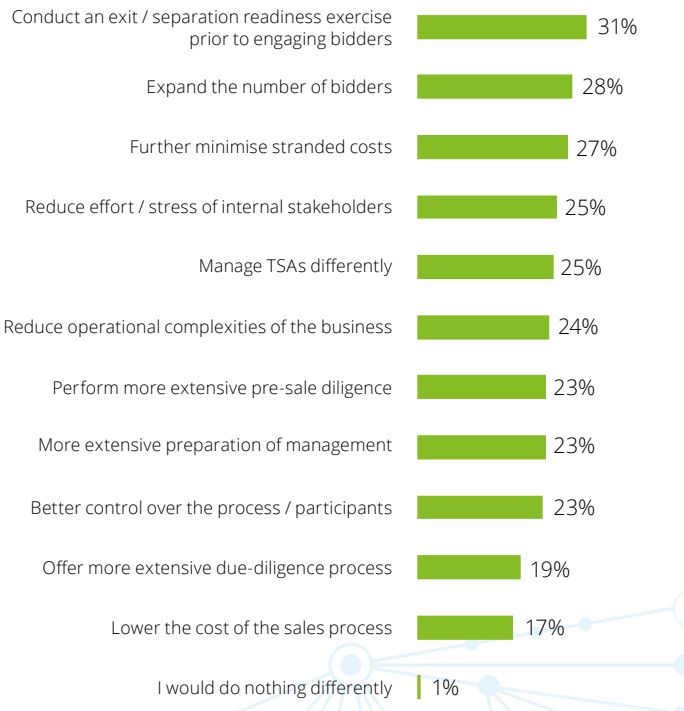 Conduct an exit / separation readiness exercise
prior to engaging bidders
31%
Expand the number of bidders
28%
Further minimise stranded costs
27%
Reduce effort / stress of internal stakeholders
25%
Manage TSAs differently
25%
Reduce operational complexities of the business
24%
Perform more extensive pre-sale diligence
23%
More extensive preparation of management
23%
Better control over the process / participants
23%
Offer more extensive due-diligence process
19%
Lower the cost of the sales process
17%
I would do nothing differently
1%